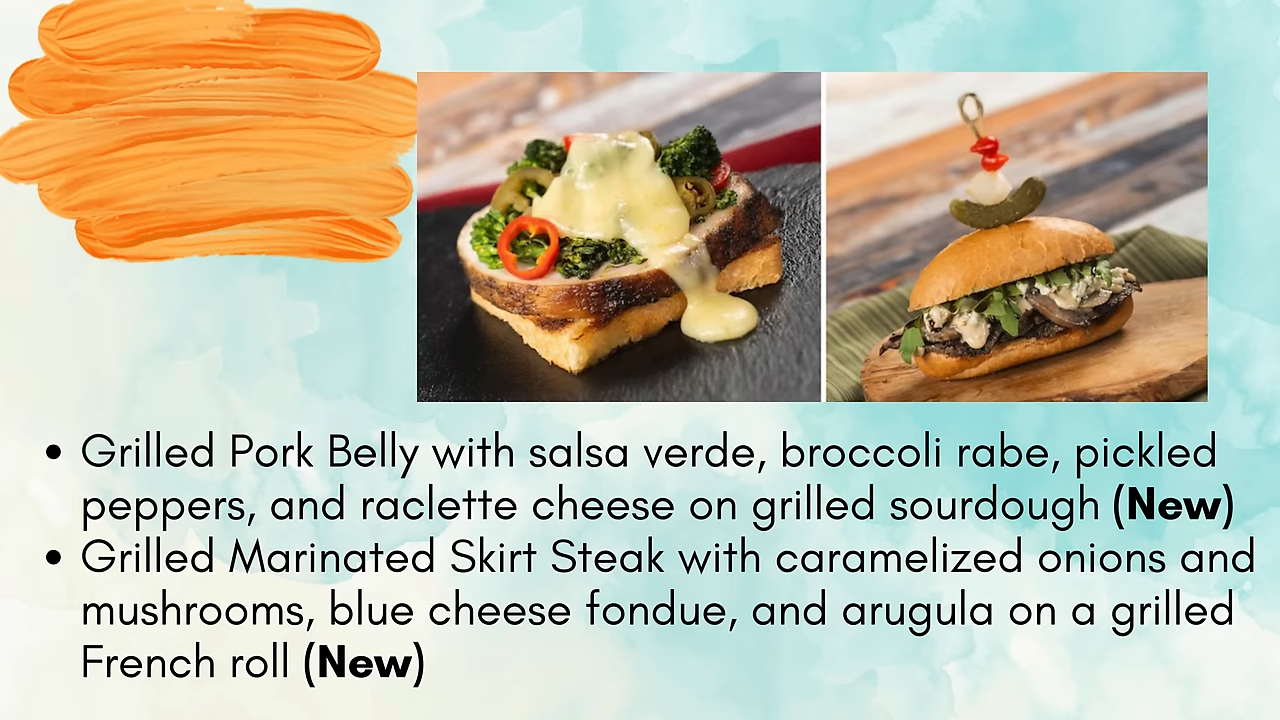 • Grilled Pork Belly with salsa verde, broccoli rabe, pickled
peppers, and raclette cheese on grilled sourdough (New)
• Grilled Marinated Skirt Steak with caramelized onions and
mushrooms, blue cheese fondue, and arugula on a grilled
French roll (New)